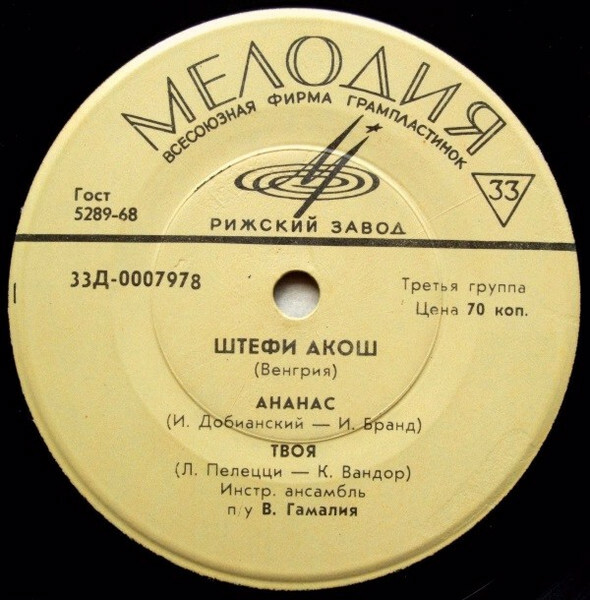 МЕЛОДИЯ
ВСЕСОЮЗНАЯ ФИРМА ГРАМПЛАСТИНОК
Гост
5289-68
33
РИЖСКИЙ ЗАВОД
33Д-0007978
Третья группа
Цена 70 коп.
ШТЕФИ АКОШ
(Венгрия)
АНАНАС
(И. Добианский — И. Бранд)
ТВОЯ
(Л. Пелецци — К. Вандор)
Инстр. ансамбль
п/у В. Гамалия